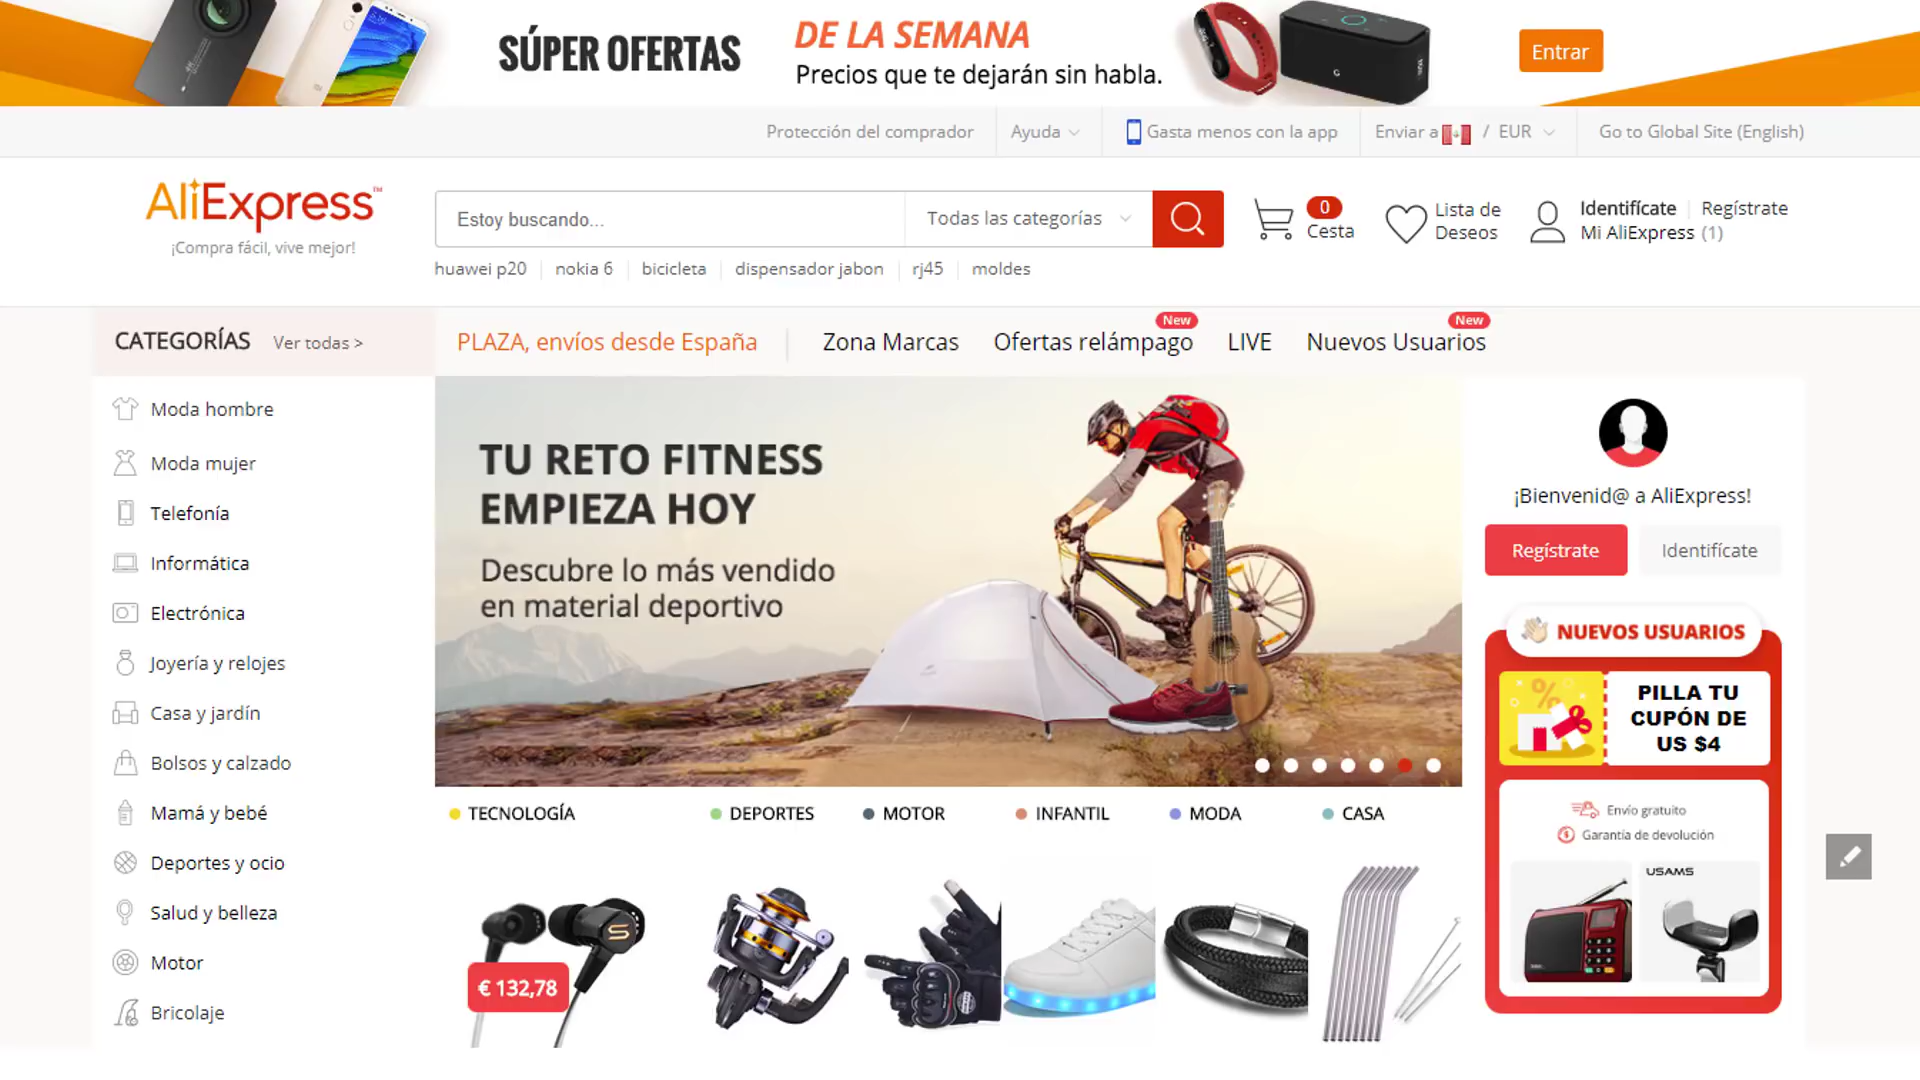 SÚPER OFERTAS
DE LA SEMANA
Precios que te dejarán sin habla.
Entrar
Protección del comprador
Ayuda
Gasta menos con la app
Enviar a / EUR
Go to Global Site (English)
AliExpress™
¡Compra fácil, vive mejor!
Estoy buscando...
Todas las categorías
0
Cesta
Lista de
Deseos
Identifícate | Regístrate
Mi AliExpress (1)
huawei p20
nokia 6
bicicleta
dispensador jabon
rj45
moldes
CATEGORÍAS
Ver todas >
PLAZA, envíos desde España
Zona Marcas
Ofertas relámpago
New
LIVE
Nuevos Usuarios
New
Moda hombre
Moda mujer
Telefonía
Informática
Electrónica
Joyería y relojes
Casa y jardín
Bolsos y calzado
Mamá y bebé
Deportes y ocio
Salud y belleza
Motor
Bricolaje
TU RETO FITNESS
EMPIEZA HOY
Descubre lo más vendido
en material deportivo
¡Bienvenid@ a AliExpress!
Regístrate
Identifícate
NUEVOS USUARIOS
PILLA TU
CUPÓN DE
US $4
Envío gratuito
Garantía de devolución
USAMS
TECNOLOGÍA
DEPORTES
MOTOR
INFANTIL
MODA
CASA
€ 132,78